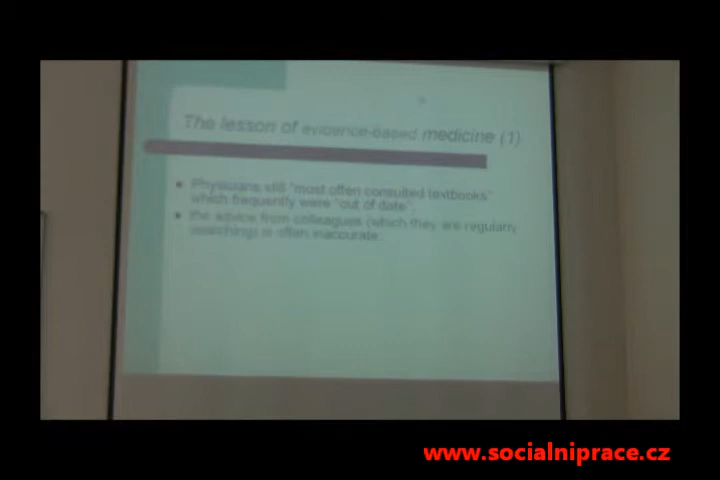 The lesson of evidence-based medicine (1)
Physicians still "most often consulted textbooks"
which frequently were "out of date";
the advice from colleagues (which they are regularly
searching) is often inaccurate.
www.socialniprace.cz